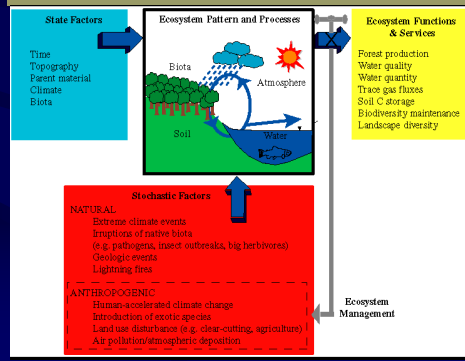 State Factors
Time
Topography
Parent material
Climate
Biota
Ecosystem Pattern and Processes
Biota
Atmosphere
Soil
Water
Ecosystem Functions
& Services
Forest production
Water quality
Water quantity
Trace gas fluxes
Soil C storage
Biodiversity maintenance
Landscape diversity
Stochastic Factors
NATURAL
Extreme climate events
Irruptions of native biota
(e.g. pathogens, insect outbreaks, big herbivores)
Geologic events
Lightning fires
ANTHROPOGENIC
Human-accelerated climate change
Introduction of exotic species
Land use disturbance (e.g. clear-cutting, agriculture)
Air pollution/atmospheric deposition
Ecosystem
Management